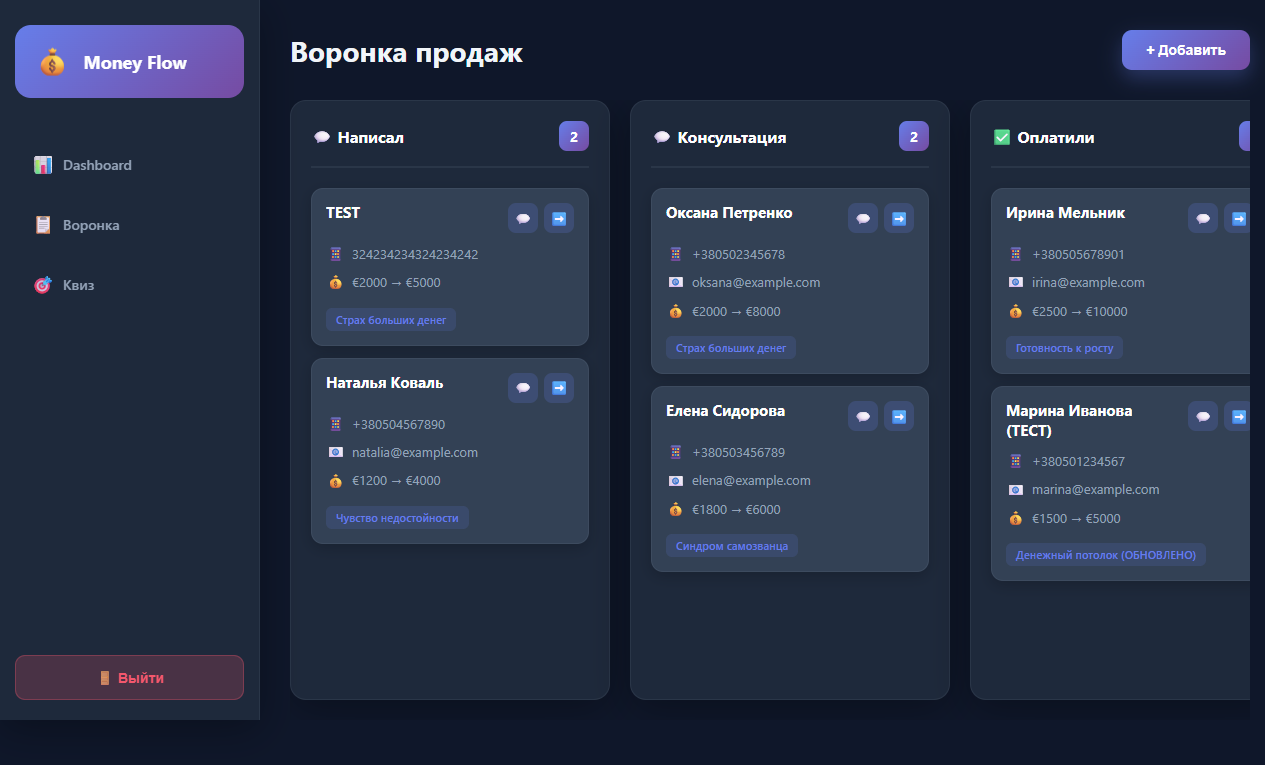 Money Flow
Dashboard
Воронка
Квиз
Выйти
Воронка продаж
+ Добавить
Написал
2
TEST
324234234324234242
€2000 → €5000
Страх больших денег
Наталья Коваль
+380504567890
natalia@example.com
€1200 → €4000
Чувство недостойности
Консультация
2
Оксана Петренко
+380502345678
oksana@example.com
€2000 → €8000
Страх больших денег
Елена Сидорова
+380503456789
elena@example.com
€1800 → €6000
Синдром самозванца
Оплатили
Ирина Мельник
+380505678901
irina@example.com
€2500 → €10000
Готовность к росту
Марина Иванова
(ТЕСТ)
+380501234567
marina@example.com
€1500 → €5000
Денежный потолок (ОБНОВЛЕНО)